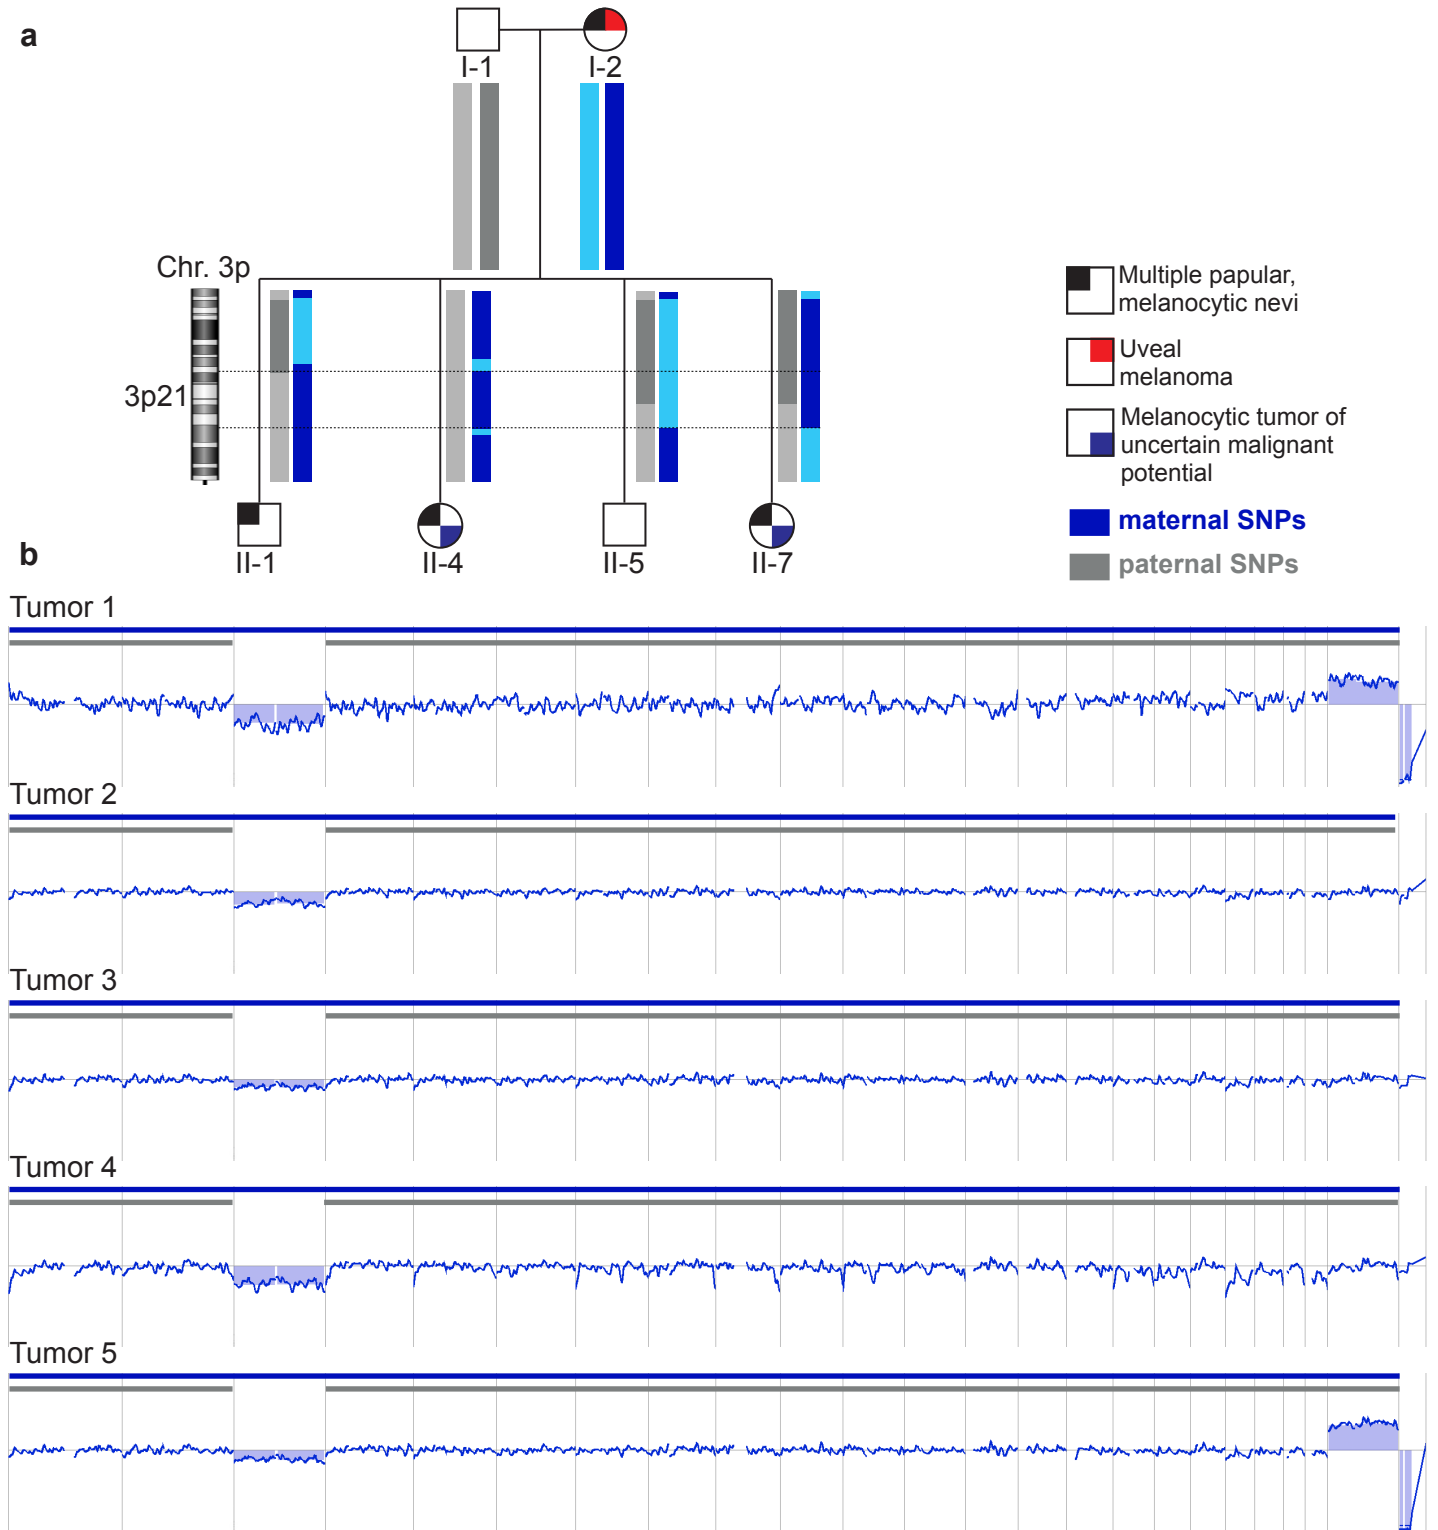 a
I-1
I-2
Chr. 3p
3p21
II-1
II-4
II-5
II-7
Multiple papular,
melanocytic nevi
Uveal
melanoma
Melanocytic tumor of
uncertain malignant
potential
maternal SNPs
paternal SNPs
b
Tumor 1
Tumor 2
Tumor 3
Tumor 4
Tumor 5